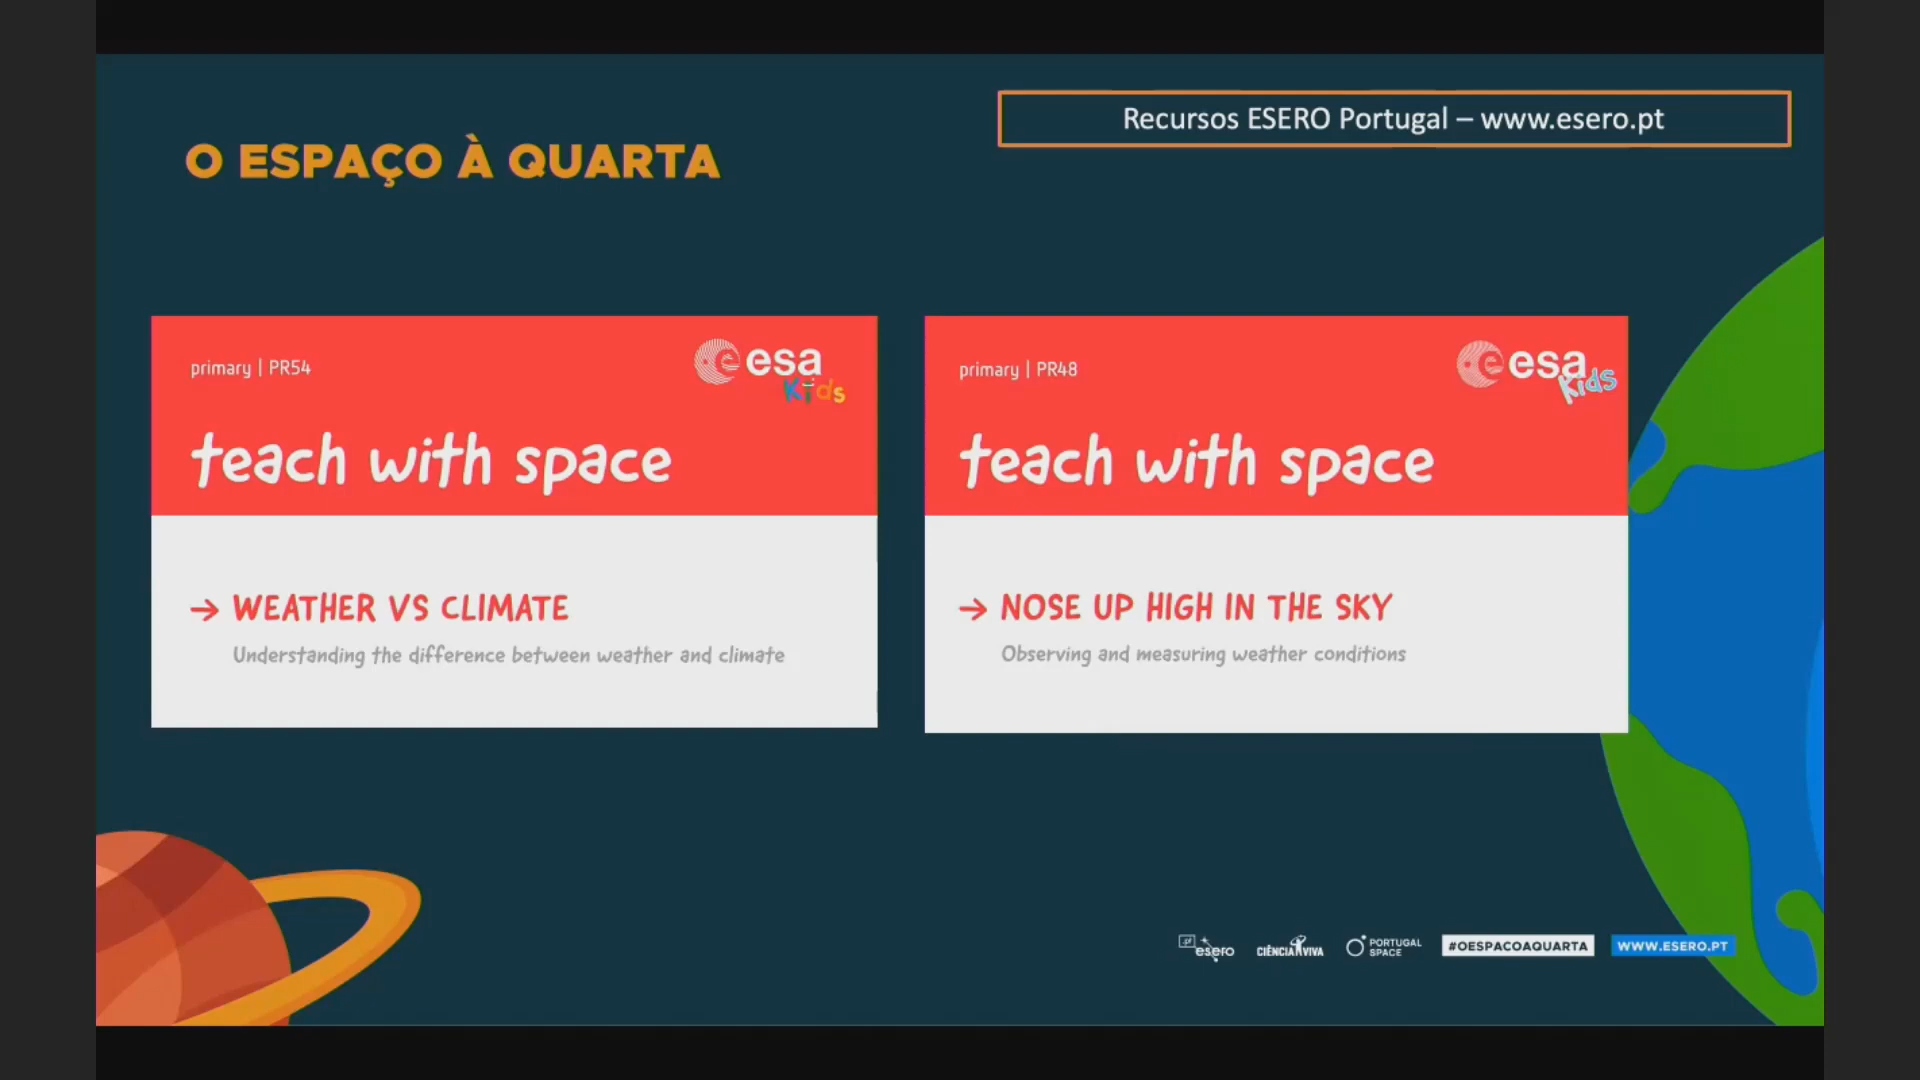 O ESPAÇO À QUARTA
Recursos ESERO Portugal – www.esero.pt
primary | PR54
esa
Kids
teach with space
→ WEATHER VS CLIMATE
Understanding the difference between weather and climate
primary | PR48
esa
Kids
teach with space
→ NOSE UP HIGH IN THE SKY
Observing and measuring weather conditions
.pt
esero
CIÊNCIA VIVA
PORTUGAL
SPACE
#OESPACOAQUARTA
WWW.ESERO.PT